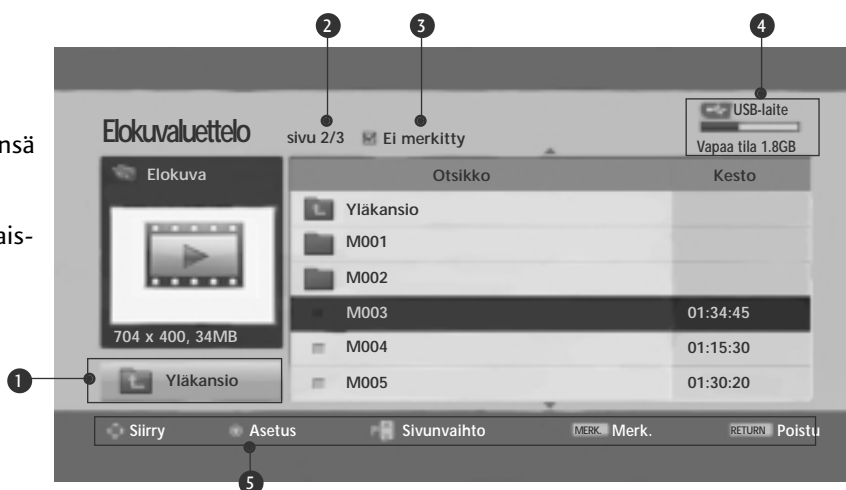 2 3 4
USB-laite
Elokuvaluettelo sivu 2/3 Ei merkitty
Vapaa tila 1.8GB
nsä
Elokuva Otsikko Kesto
Yläkansio
ais-
M001
M002
M003 01:34:45
704 x 400, 34MB
M004 01:15:30
1 Yläkansio M005 01:30:20
Siirry Asetus P Sivunvaihto MERK. Merk. RETURN Poistu
5